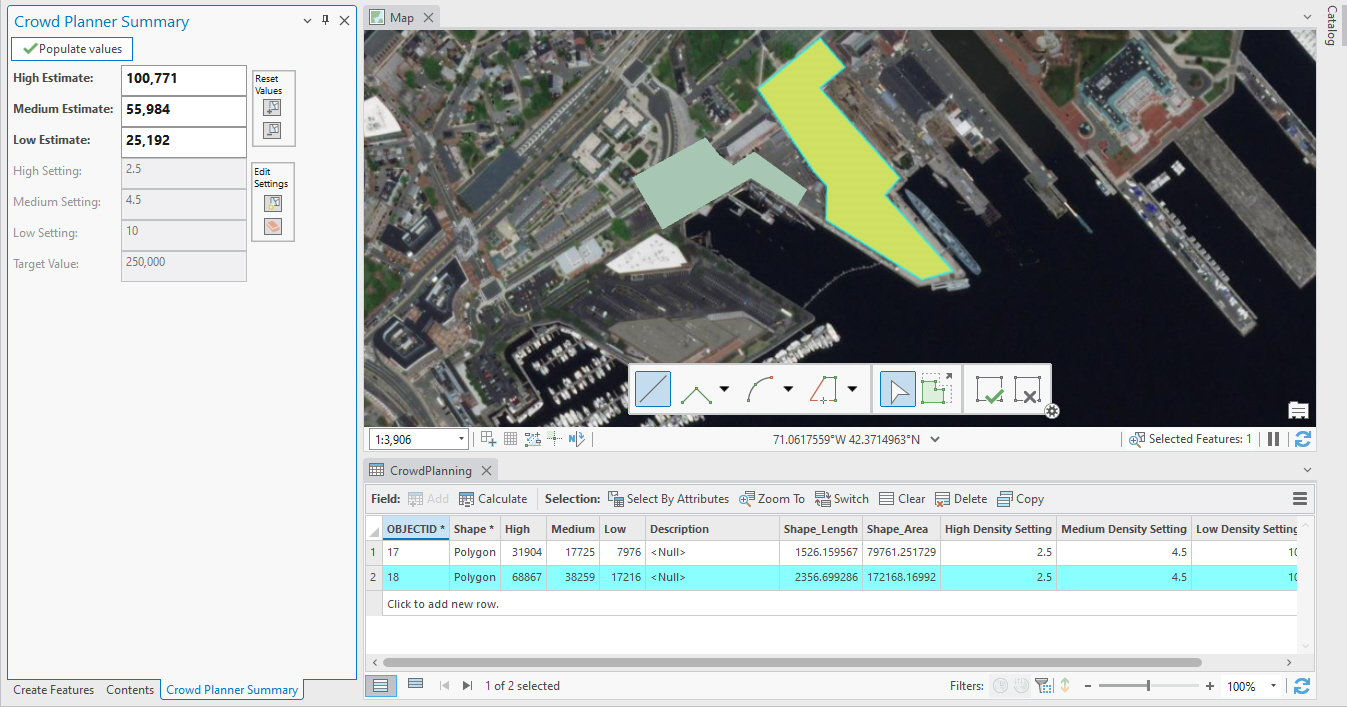 Crowd Planner Summary
Populate values
High Estimate: 100,771
Medium Estimate: 55,984
Low Estimate: 25,192
High Setting: 2.5
Medium Setting: 4.5
Low Setting: 10
Target Value: 250,000
Reset
Values
Edit
Settings
Create Features Contents Crowd Planner Summary
Map
Catalog
1:3,906
N
71.0617559°W 42.3714963°N
Selected Features: 1
CrowdPlanning
Field: Add Calculate Selection: Select By Attributes Zoom To Switch Clear Delete Copy
OBJECTID * Shape * High Medium Low Description Shape_Length Shape_Area High Density Setting Medium Density Setting Low Density Setting
1 17 Polygon 31904 17725 7976 <Null> 1526.159567 79761.251729 2.5 4.5 10
2 18 Polygon 68867 38259 17216 <Null> 2356.699286 172168.16992 2.5 4.5 10
Click to add new row.
1 of 2 selected
Filters:
100%